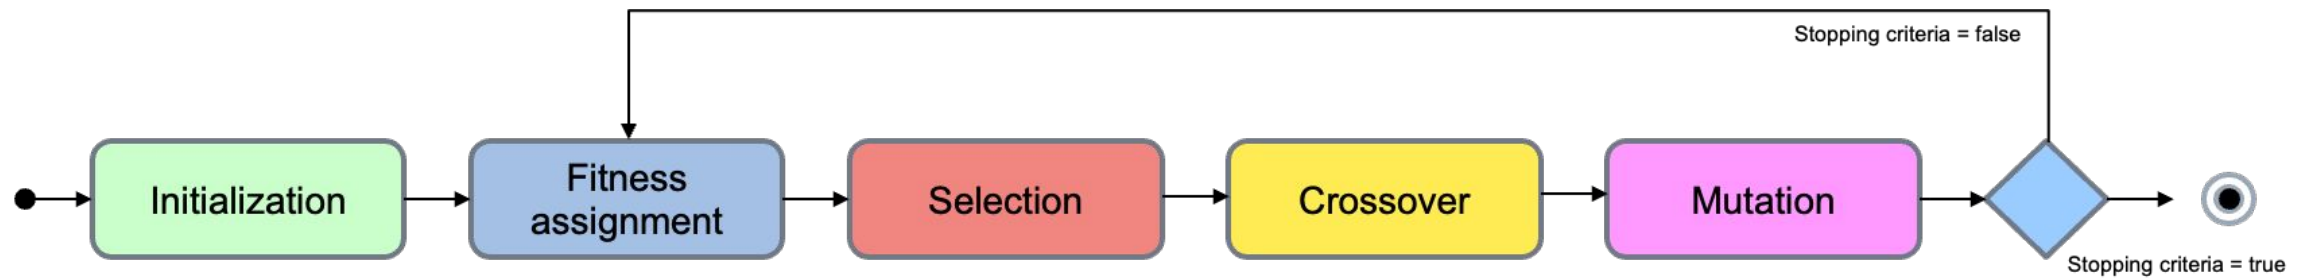 Stopping criteria = false
Initialization
Fitness
assignment
Selection
Crossover
Mutation
Stopping criteria = true